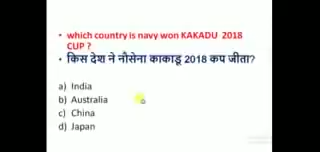 • which country is navy won KAKADU 2018
CUP ?
• किस देश ने नौसेना काकाडू 2018 कप जीता?
a) India
b) Australia
c) China
d) Japan